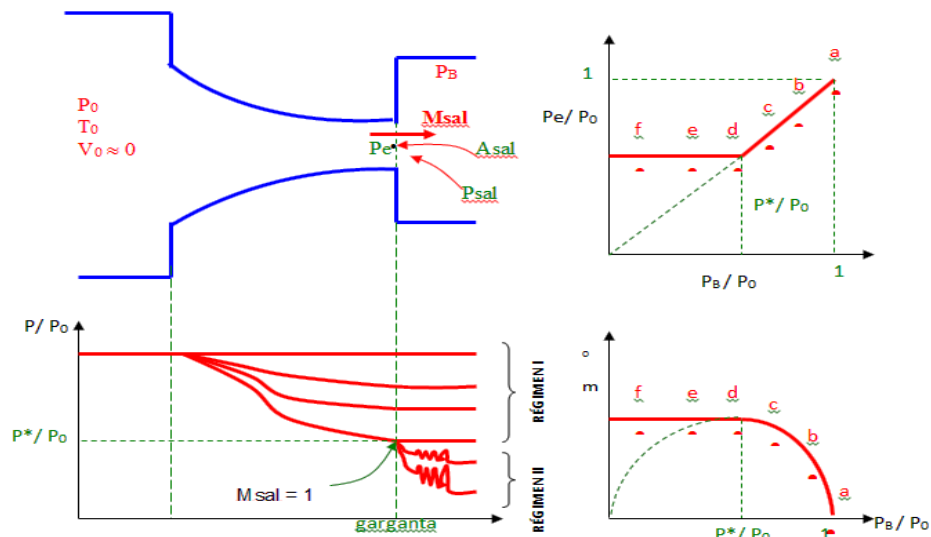 P0
T0
V0 ≈ 0
PB
Msal
Pe
Asal
Psal
P/ P0
P*/ P0
M sal = 1
garganta
RÉGIMEN I
RÉGIMEN II
Pe/ P0
1
a
b
c
d
e
f
P*/ P0
1
PB / P0
o
m
f
e
d
c
b
a
P*/ P0
1
PB / P0